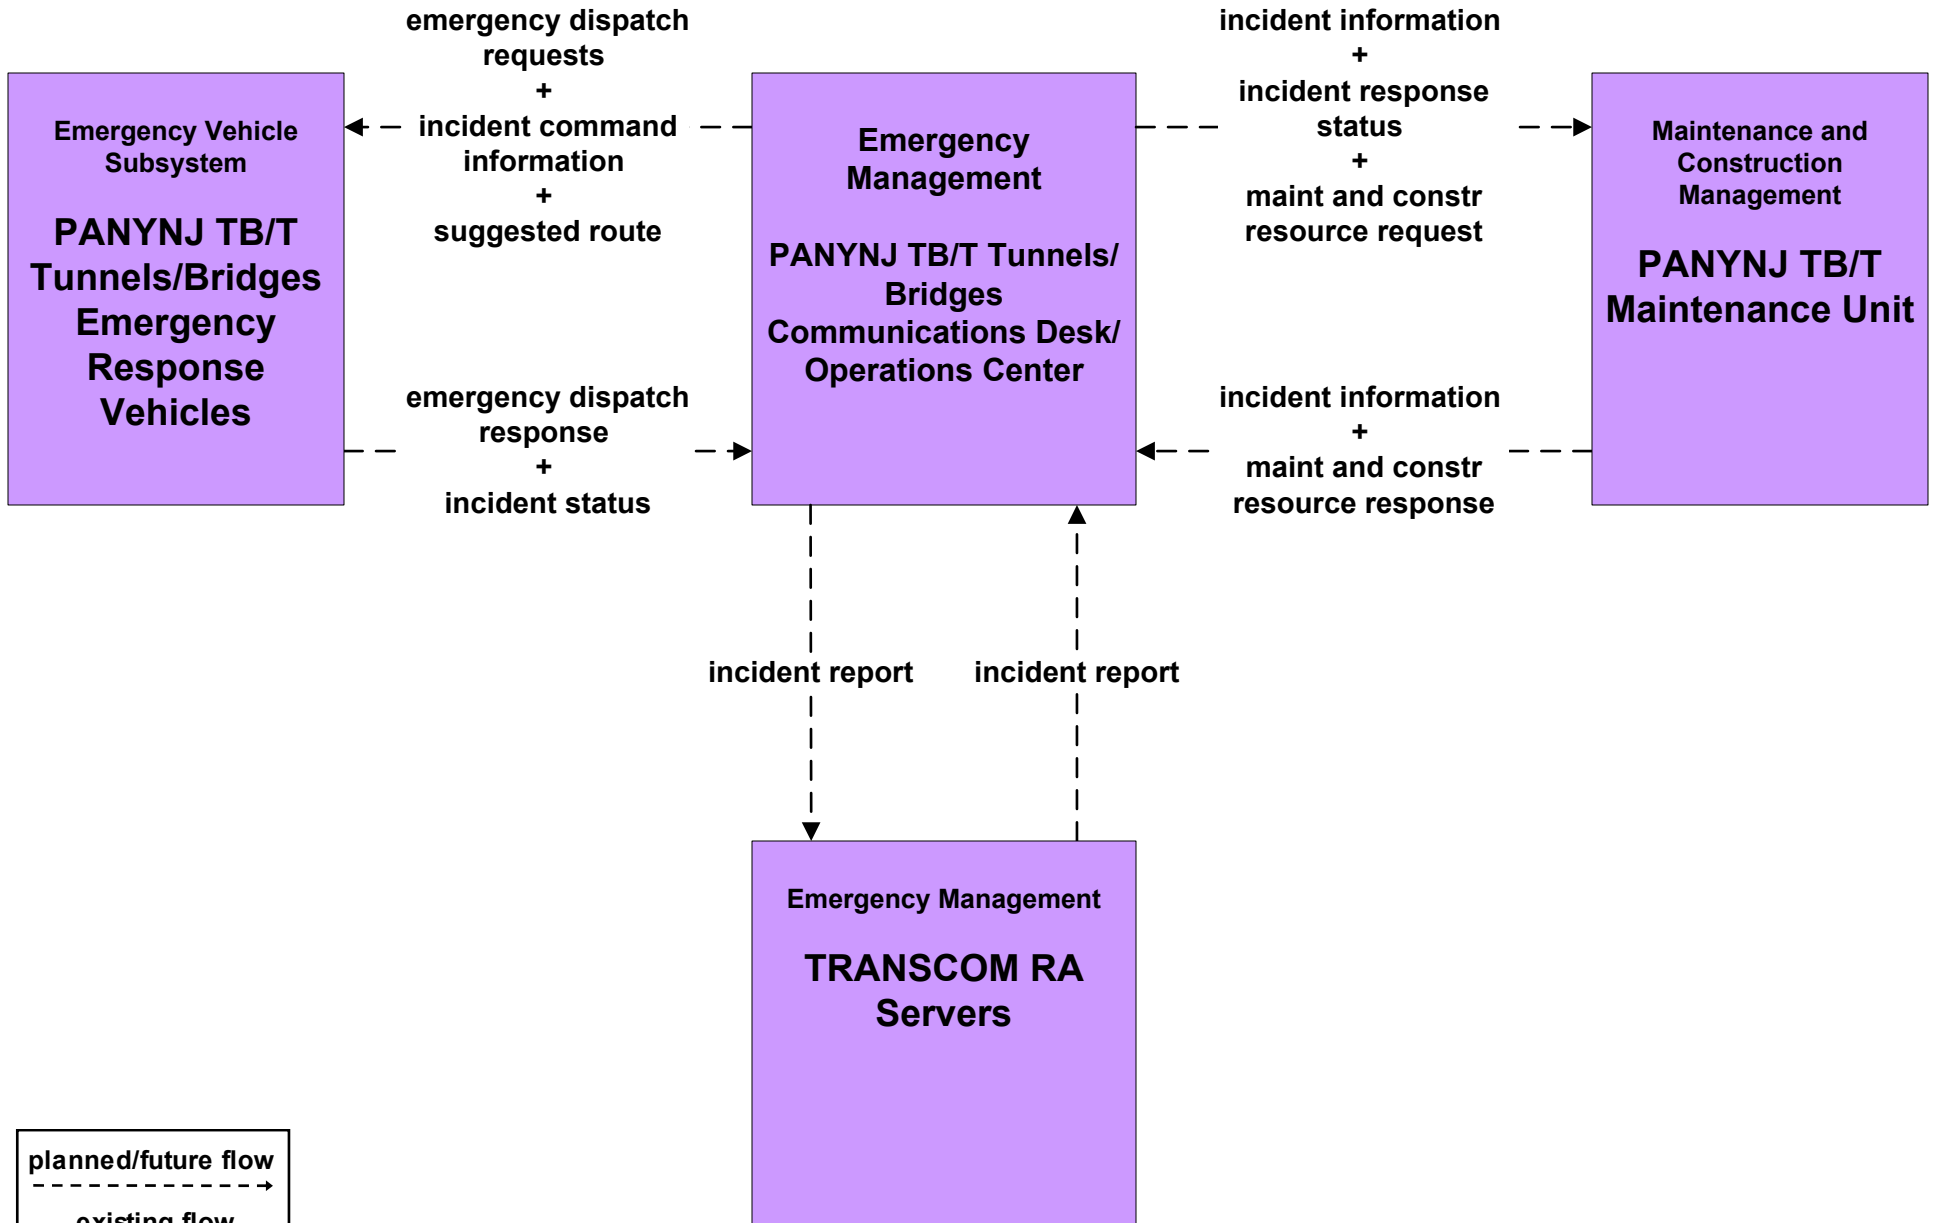 emergency dispatch
requests
+
incident command
information
+
suggested route
incident information
+
incident response
status
+
maint and constr
resource request
Emergency Vehicle
Subsystem
PANYNJ TB/T
Tunnels/Bridges
Emergency
Response
Vehicles
Emergency
Management
PANYNJ TB/T Tunnels/
Bridges
Communications Desk/
Operations Center
Maintenance and
Construction
Management
PANYNJ TB/T
Maintenance Unit
emergency dispatch
response
+
incident status
incident information
+
maint and constr
resource response
incident report
incident report
Emergency Management
TRANSCOM RA
Servers
planned/future flow
existing flow